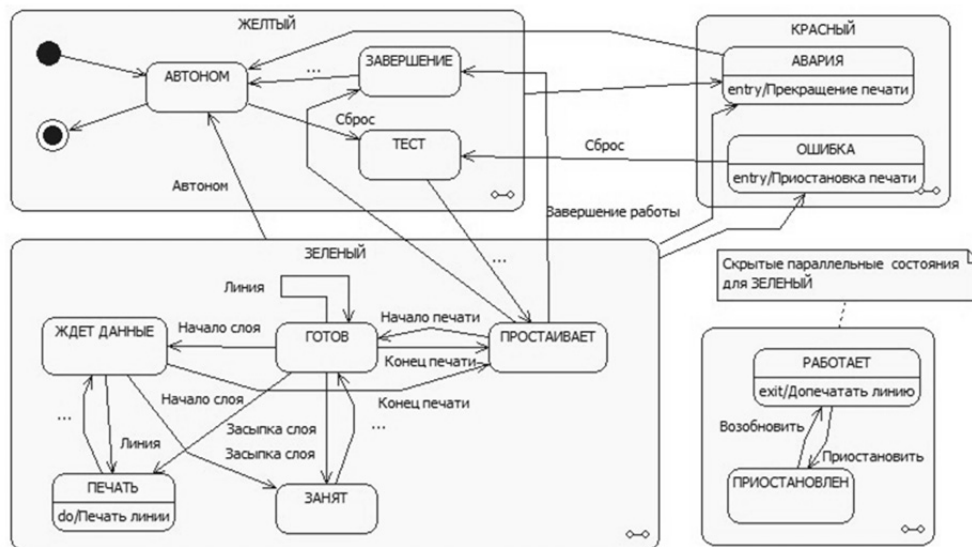 ЖЕЛТЫЙ
АВТОНОМ
...
ЗАВЕРШЕНИЕ
Сброс
ТЕСТ
Автоном
КРАСНЫЙ
АВАРИЯ
entry/Прекращение печати
ОШИБКА
entry/Приостановка печати
Сброс
Завершение работы
...
ЗЕЛЕНЫЙ
Линия
ЖДЕТ ДАННЫЕ
Начало слоя
ГОТОВ
Начало печати
ПРОСТАИВАЕТ
Конец печати
Начало слоя
Конец печати
...
Линия
Засыпка слоя
Засыпка слоя
...
ПЕЧАТЬ
do/Печать линии
ЗАНЯТ
Скрытые параллельные состояния
для ЗЕЛЕНЫЙ
РАБОТАЕТ
exit/Допечатать линию
Возобновить
Приостановить
ПРИОСТАНОВЛЕН